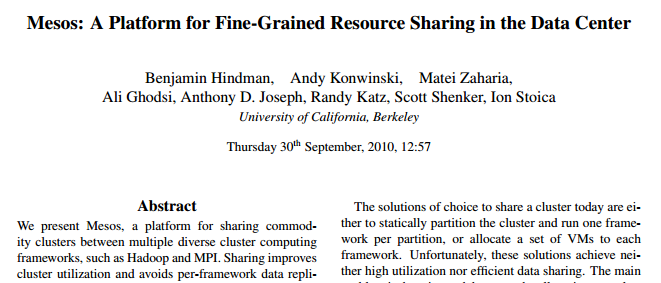 Mesos: A Platform for Fine-Grained Resource Sharing in the Data Center
Benjamin Hindman, Andy Konwinski, Matei Zaharia,
Ali Ghodsi, Anthony D. Joseph, Randy Katz, Scott Shenker, Ion Stoica
University of California, Berkeley
Thursday 30th September, 2010, 12:57
Abstract
We present Mesos, a platform for sharing commod-
ity clusters between multiple diverse cluster computing
frameworks, such as Hadoop and MPI. Sharing improves
cluster utilization and avoids per-framework data repli-
The solutions of choice to share a cluster today are ei-
ther to statically partition the cluster and run one frame-
work per partition, or allocate a set of VMs to each
framework. Unfortunately, these solutions achieve nei-
ther high utilization nor efficient data sharing. The main